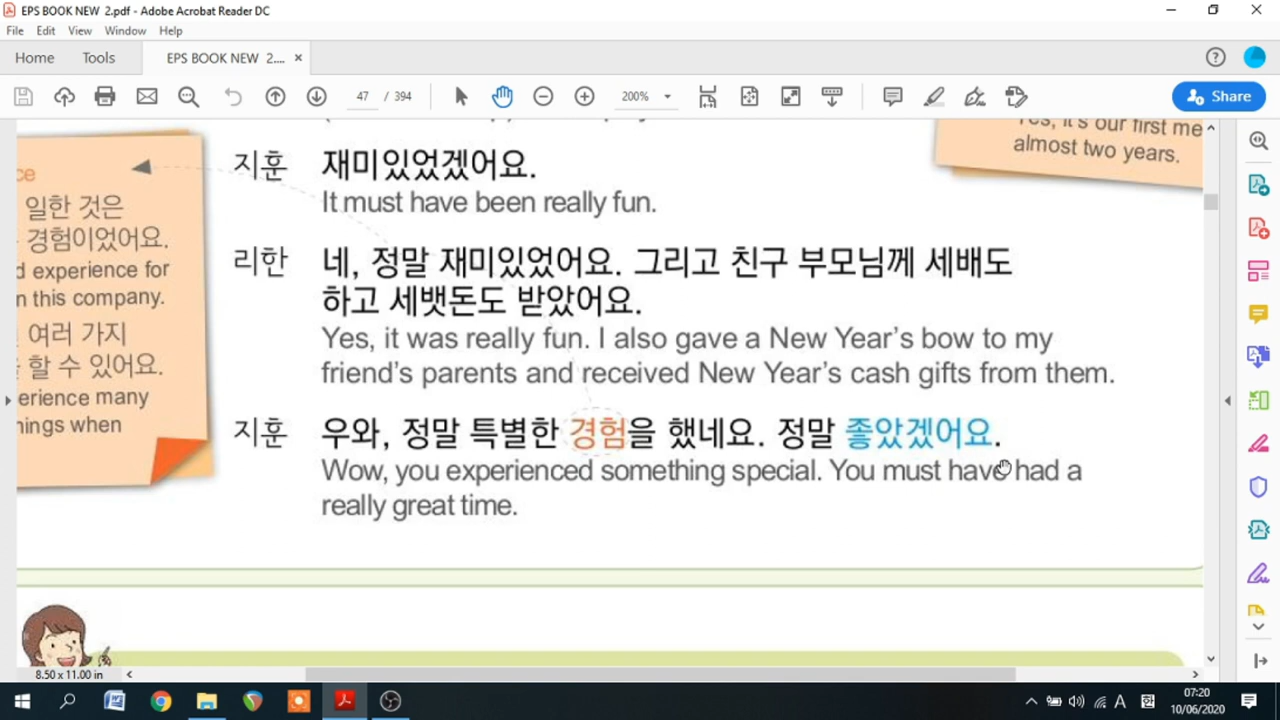 EPS BOOK NEW  2.pdf - Adobe Acrobat Reader DC
File Edit View Window Help
Home Tools EPS BOOK NEW  2....
47 / 394 200% Share
Yes, it's our first me
almost two years.
ce
일한 것은
경험이었어요.
d experience for
n this company.
여러 가지
할 수 있어요.
erience many
nings when
지훈 재미있었겠어요.
It must have been really fun.
리한 네, 정말 재미있었어요. 그리고 친구 부모님께 세배도
하고 세뱃돈도 받았어요.
Yes, it was really fun. I also gave a New Year's bow to my
friend's parents and received New Year's cash gifts from them.
지훈 우와, 정말 특별한 경험을 했네요. 정말 좋았겠어요.
Wow, you experienced something special. You must have had a
really great time.
8.50 x 11.00 in
A 한 07:20
10/06/2020